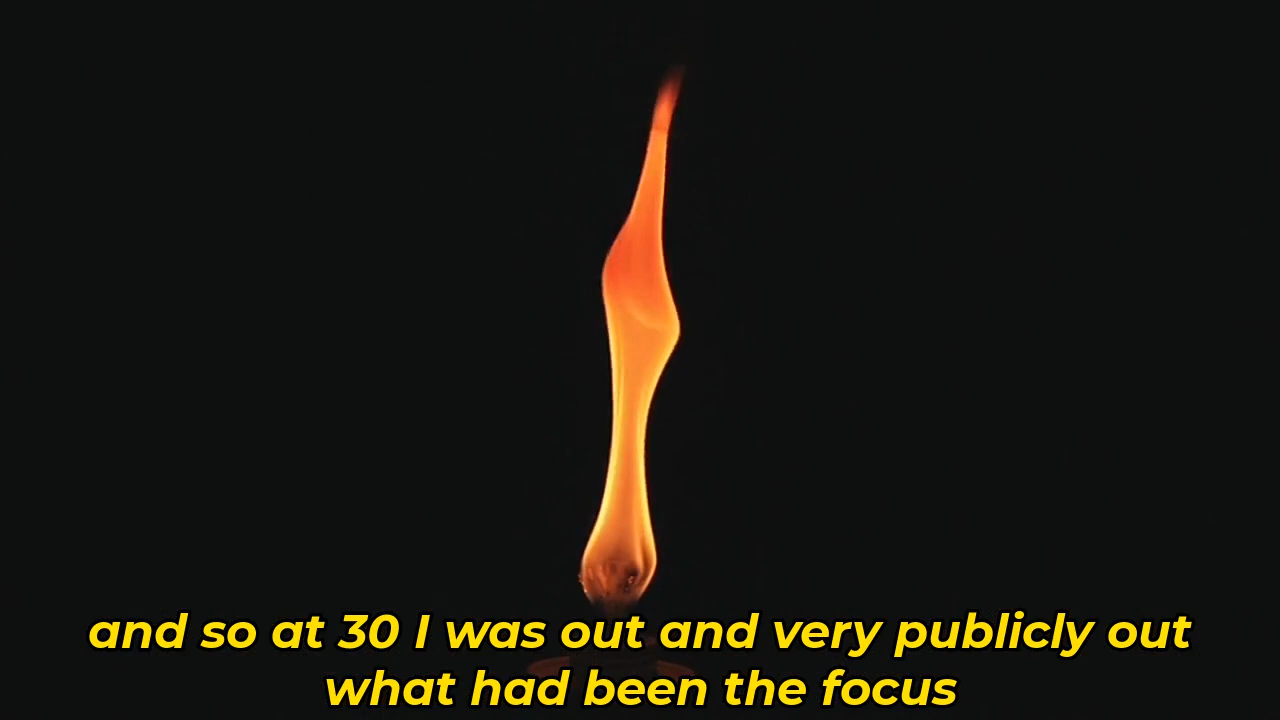 and so at 30 I was out and very publicly out
what had been the focus